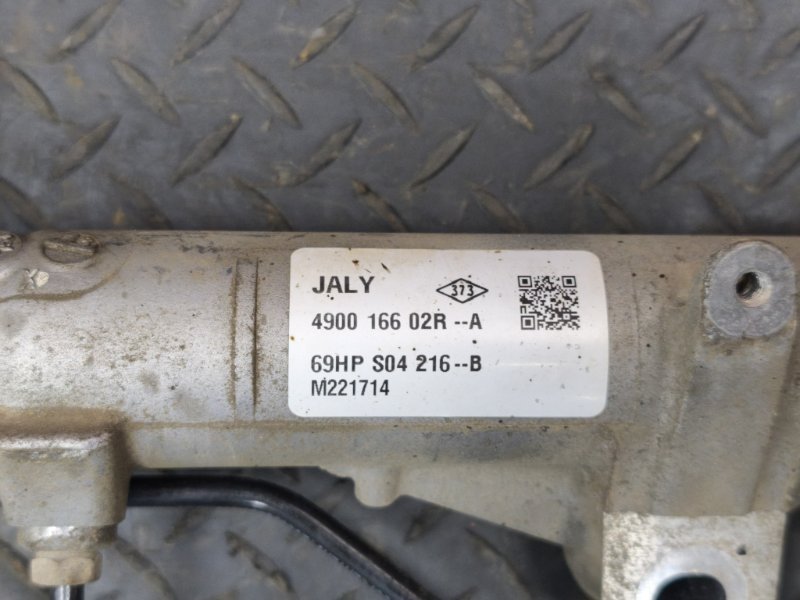 JALY 373
4900 166 02R --A
69HP S04 216--B
M221714